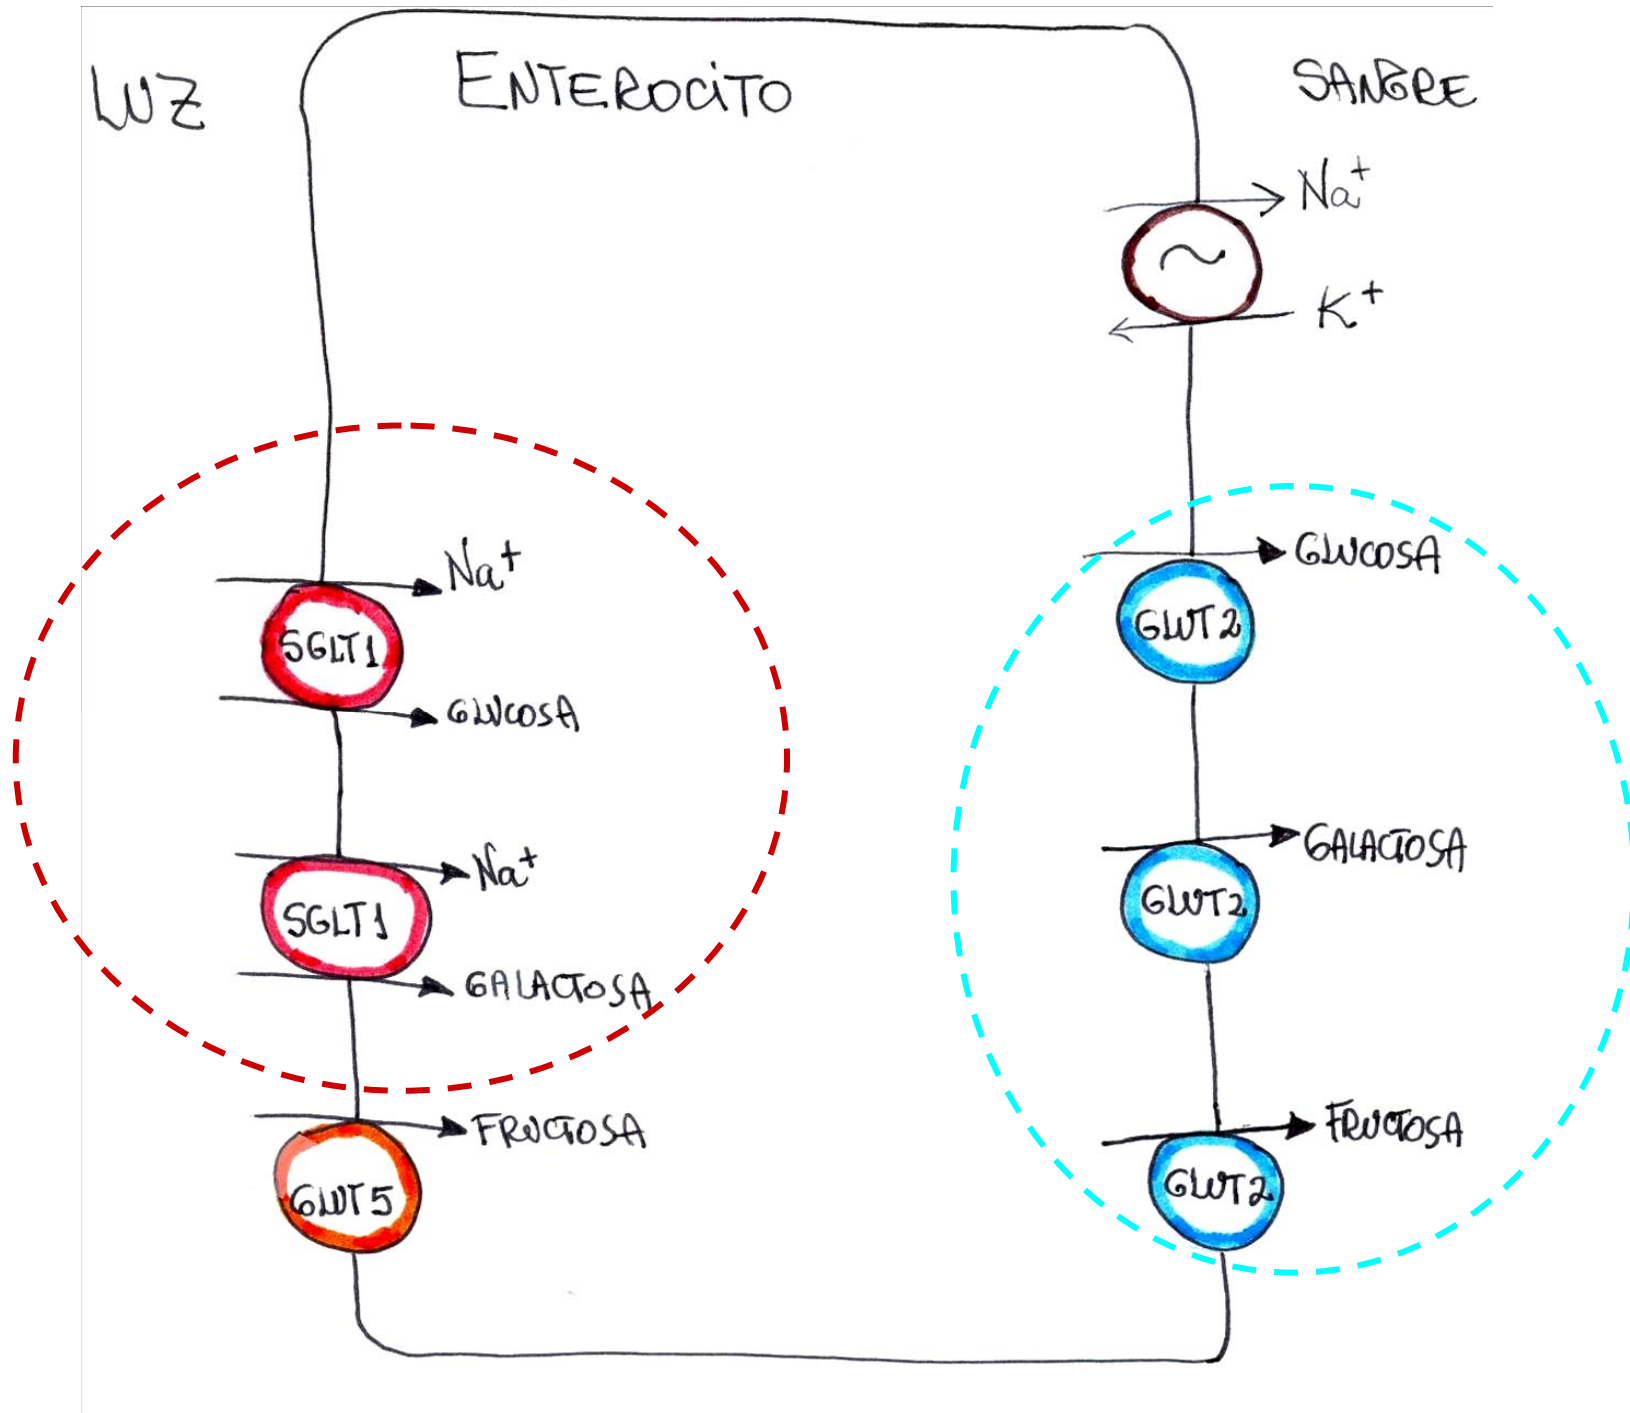 LUZ
ENTEROCiTO
SANGRE
Na+
~
K+
Na+
SGLT1
GLUCOSA
Na+
SGLT1
GALACTOSA
FRUCTOSA
GLUT5
GLUCOSA
GLUT2
GALACTOSA
GLUT2
FRUCTOSA
GLUT2